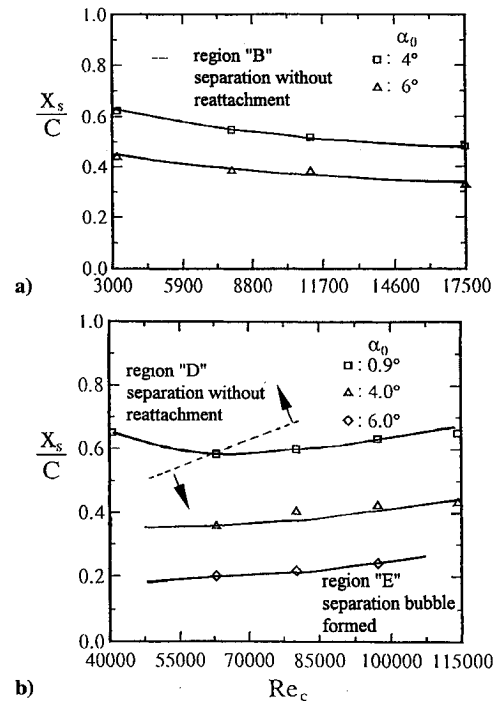 1.0
region "B"
separation without
reattachment
α₀
□ : 4°
△ : 6°
0.8
0.6
Xs
C
0.4
0.2
0.0
3000 5900 8800 11700 14600 17500
a)
1.0
region "D"
separation without
reattachment
α₀
□ : 0.9°
△ : 4.0°
◇ : 6.0°
0.8
0.6
Xs
C
0.4
0.2
region "E"
separation bubble
formed
0.0
40000 55000 70000 85000 100000 115000
b)
Re_c